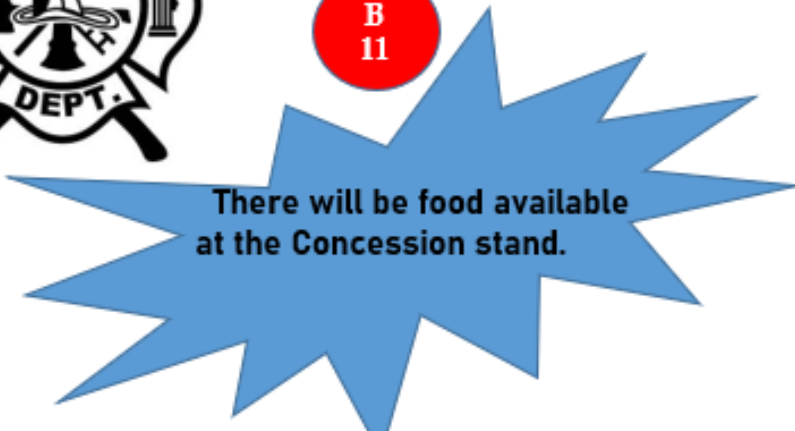 B
11
DEPT.
There will be food available
at the Concession stand.